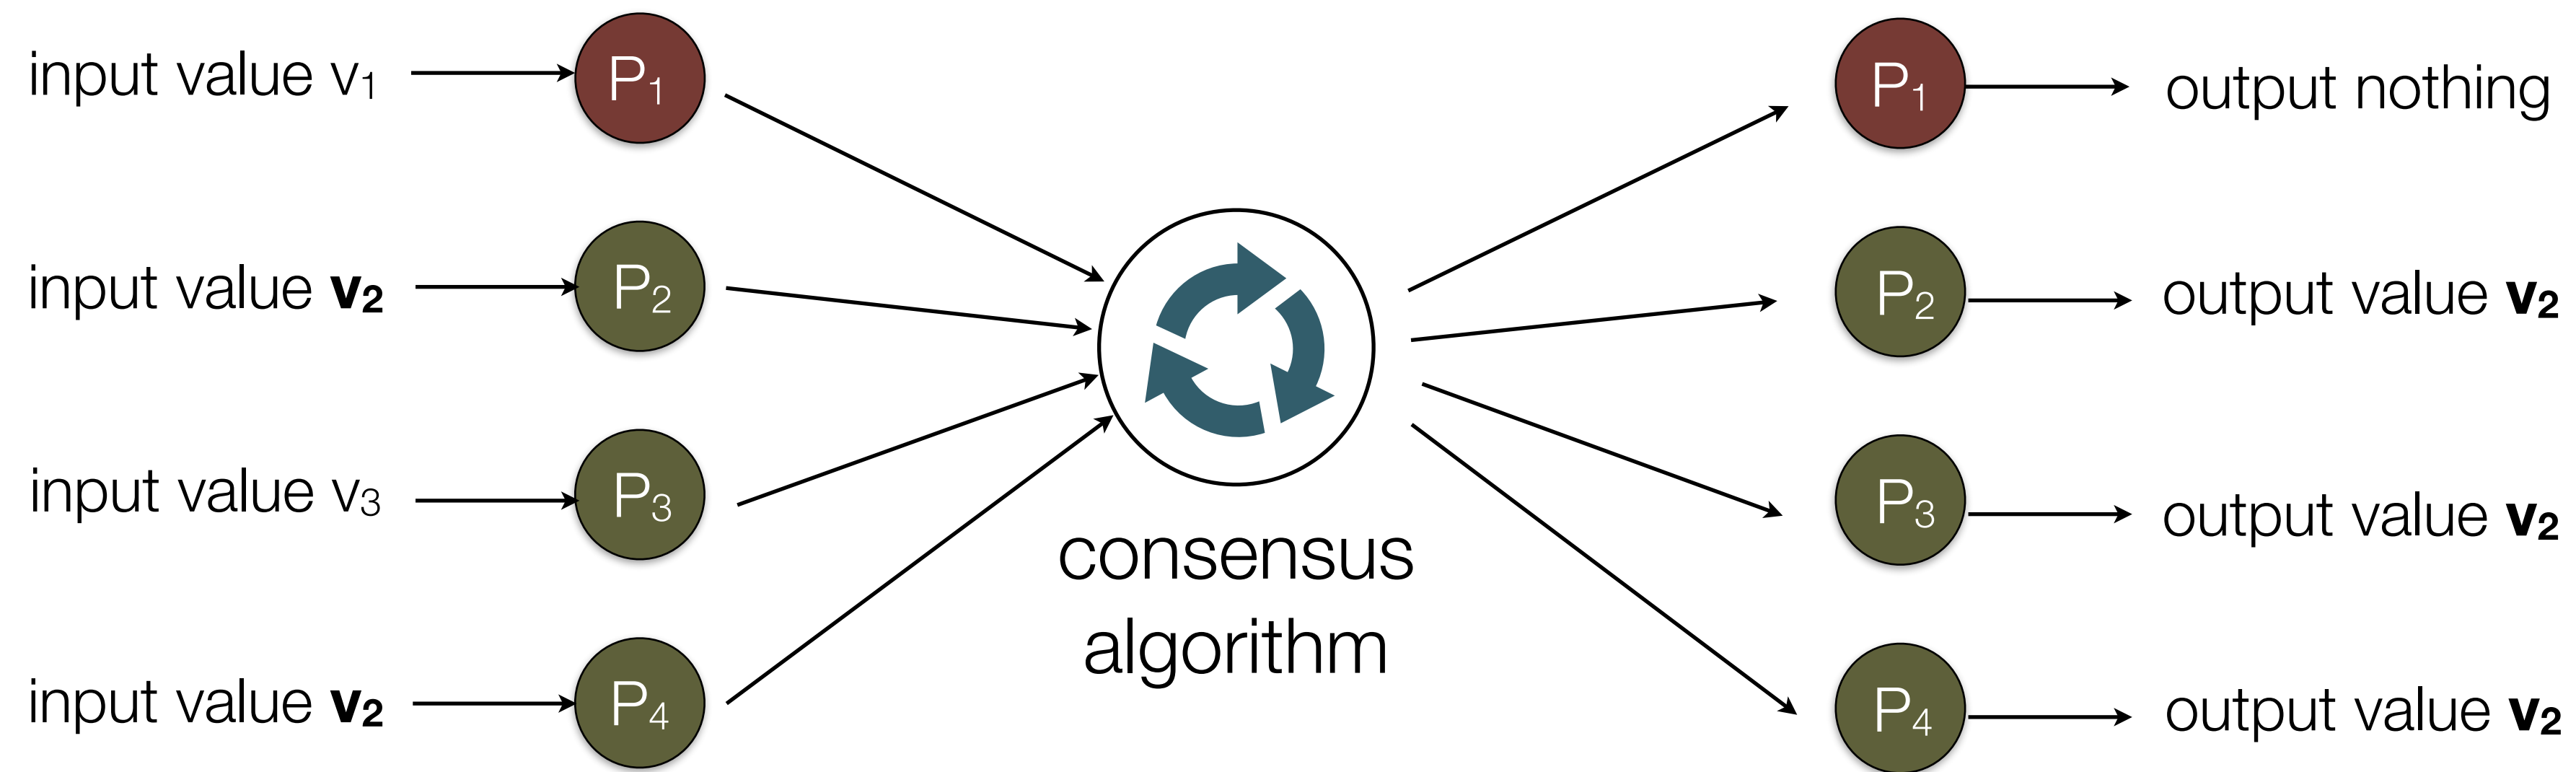 input value v₁
P₁
P₁
output nothing
input value v₂
P₂
P₂
output value v₂
input value v₃
P₃
P₃
output value v₂
consensus
algorithm
input value v₂
P₄
P₄
output value v₂